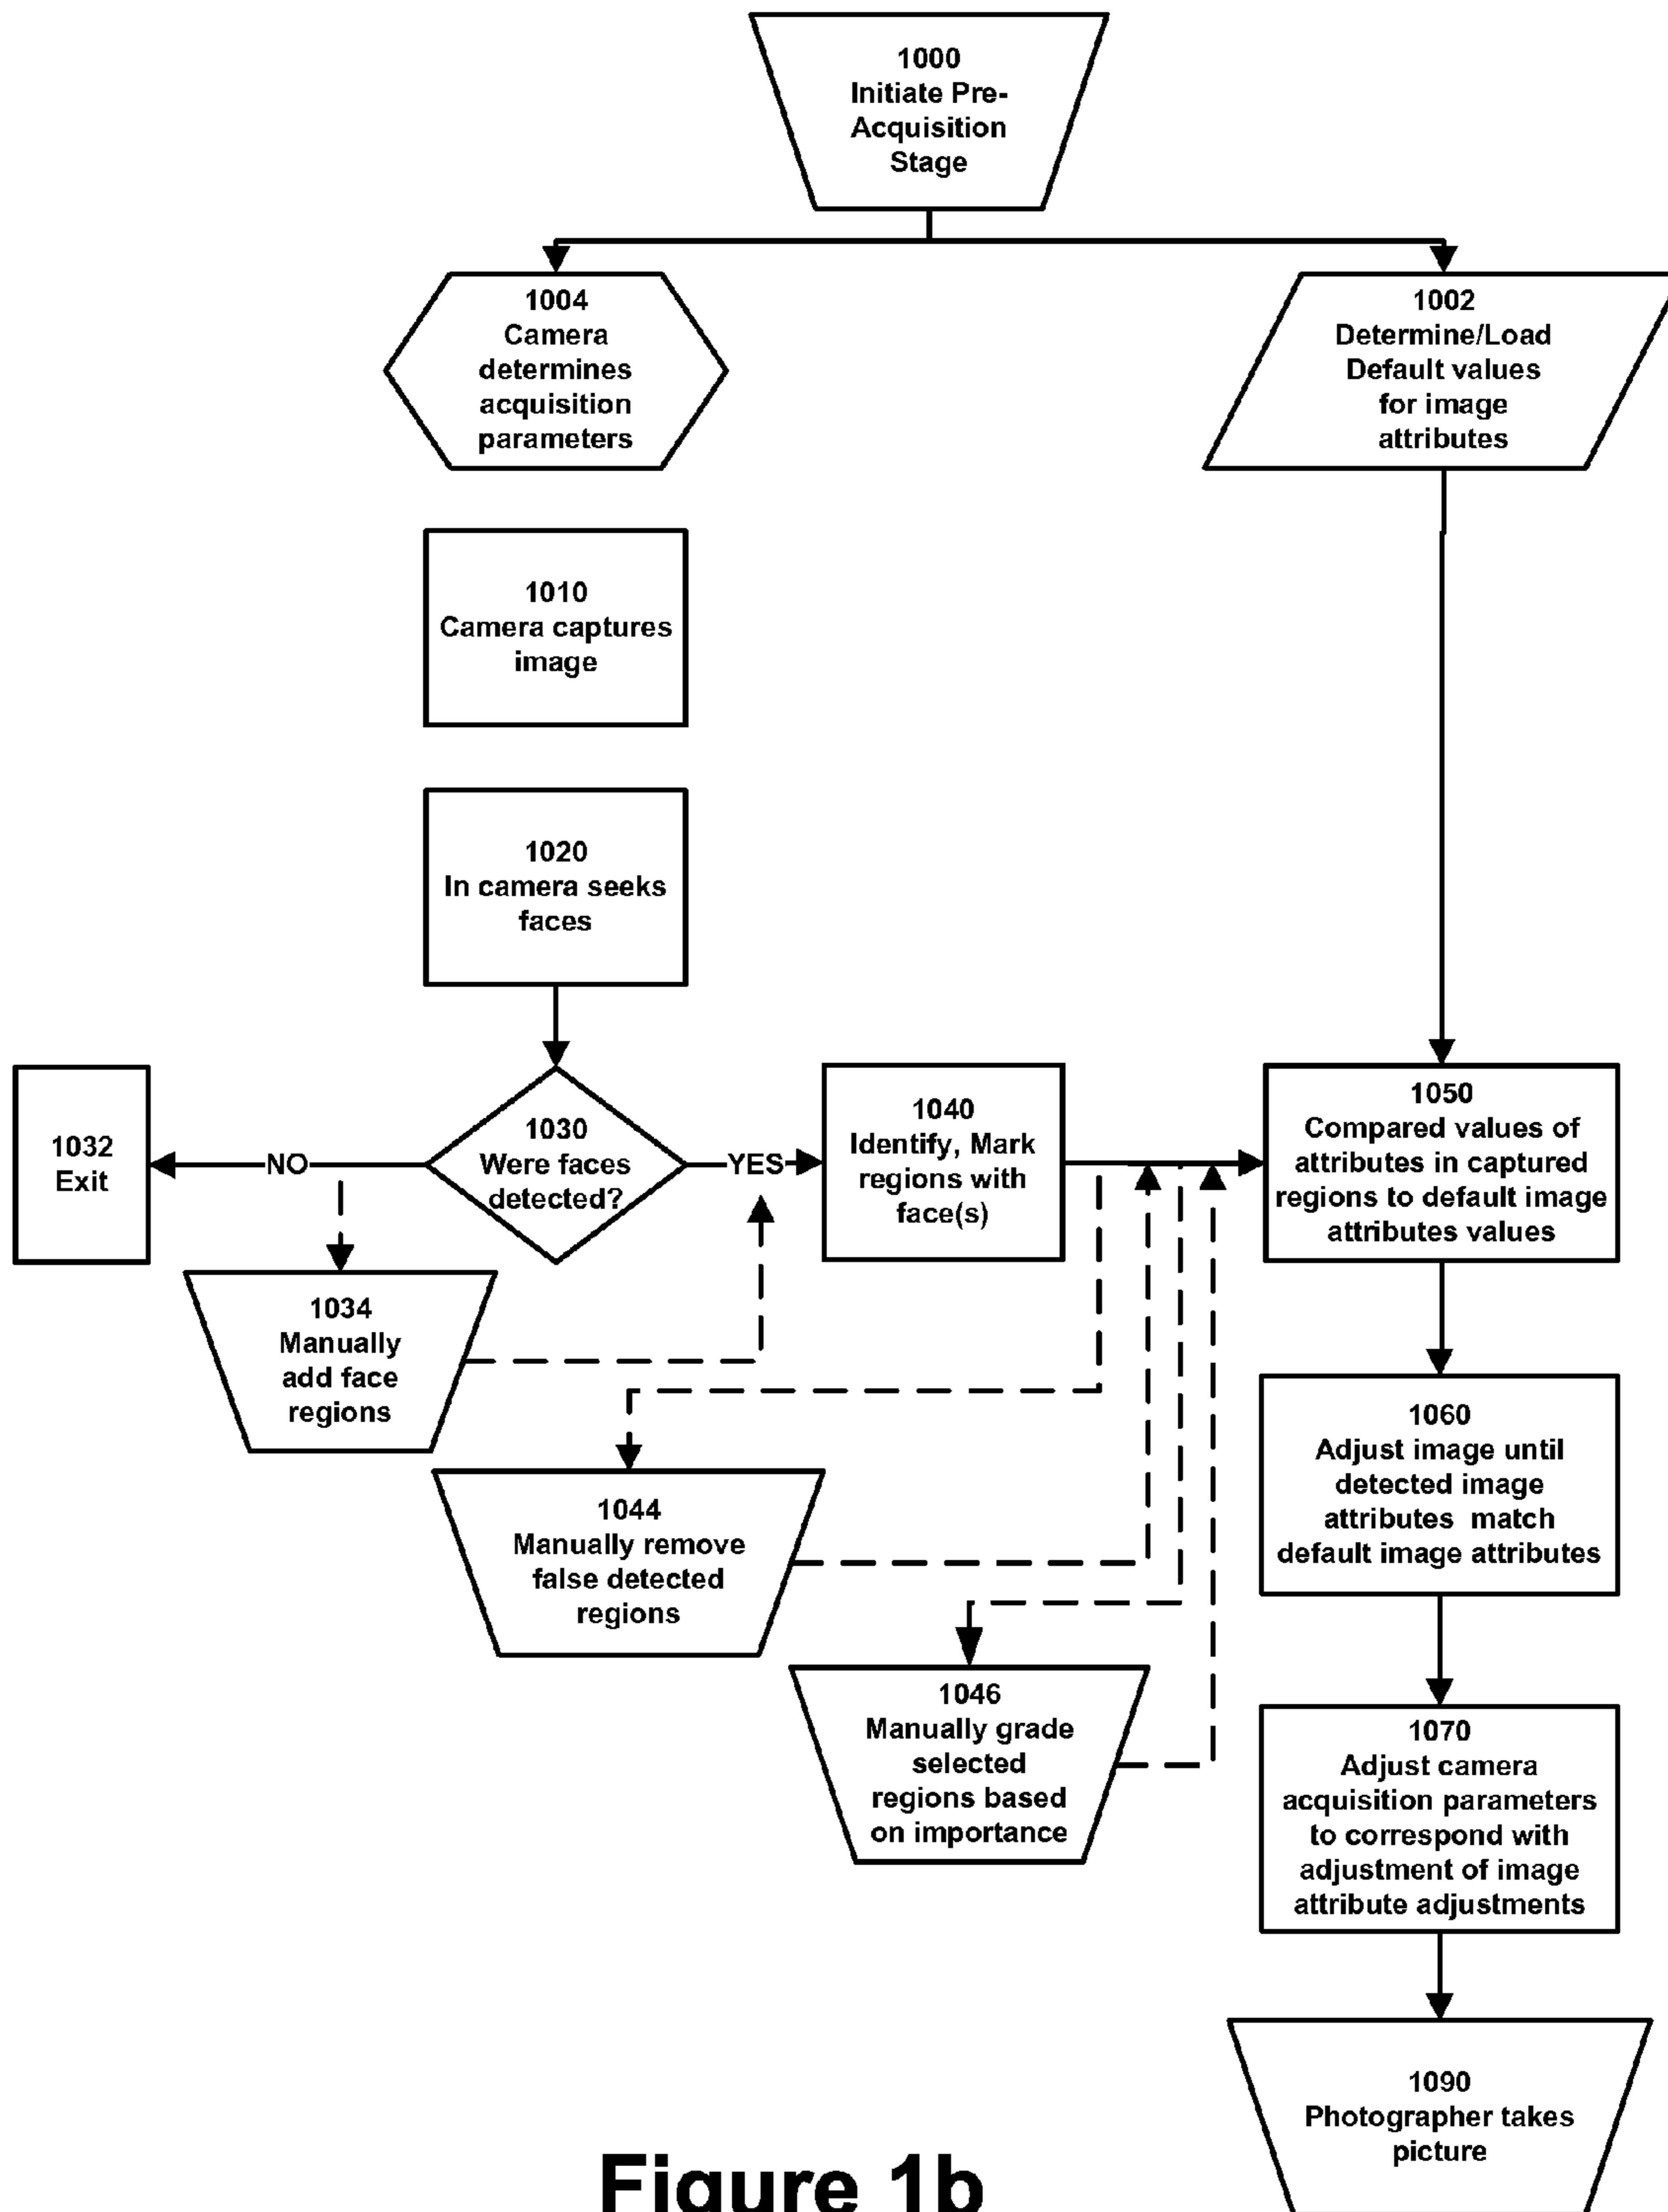 1000
Initiate Pre-
Acquisition
Stage
1004
Camera
determines
acquisition
parameters
1002
Determine/Load
Default values
for image
attributes
1010
Camera captures
image
1020
In camera seeks
faces
1032
Exit
NO
1030
Were faces
detected?
YES
1040
Identify, Mark
regions with
face(s)
1050
Compared values of
attributes in captured
regions to default image
attributes values
1034
Manually
add face
regions
1044
Manually remove
false detected
regions
1046
Manually grade
selected
regions based
on importance
1060
Adjust image until
detected image
attributes match
default image attributes
1070
Adjust camera
acquisition parameters
to correspond with
adjustment of image
attribute adjustments
1090
Photographer takes
picture
Figure 1b